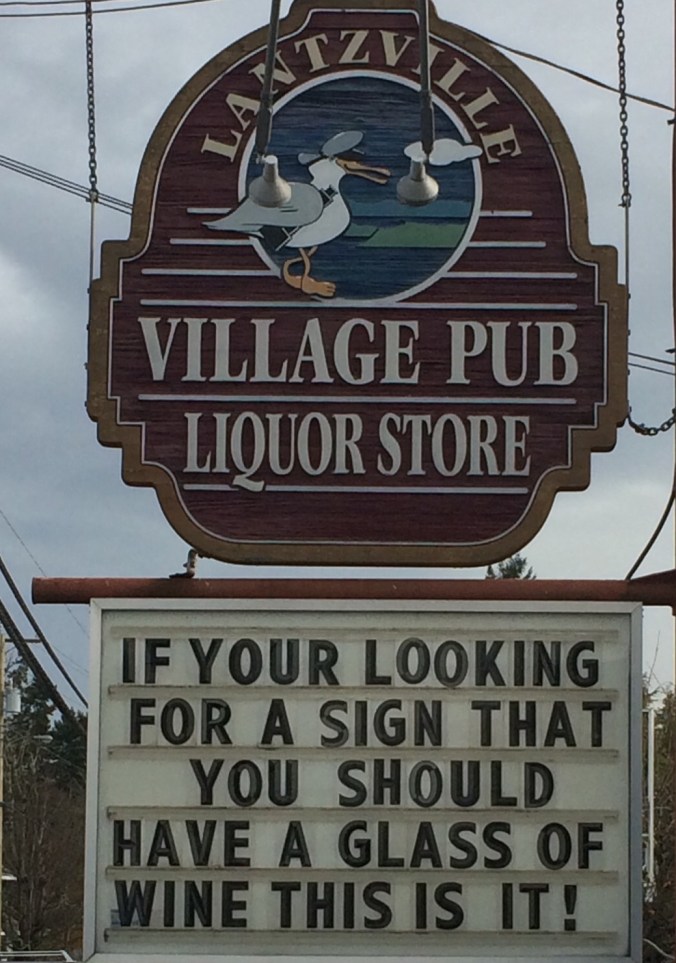 LANTZVILLE
VILLAGE PUB
LIQUOR STORE
IF YOUR LOOKING
FOR A SIGN THAT
YOU SHOULD
HAVE A GLASS OF
WINE THIS IS IT!